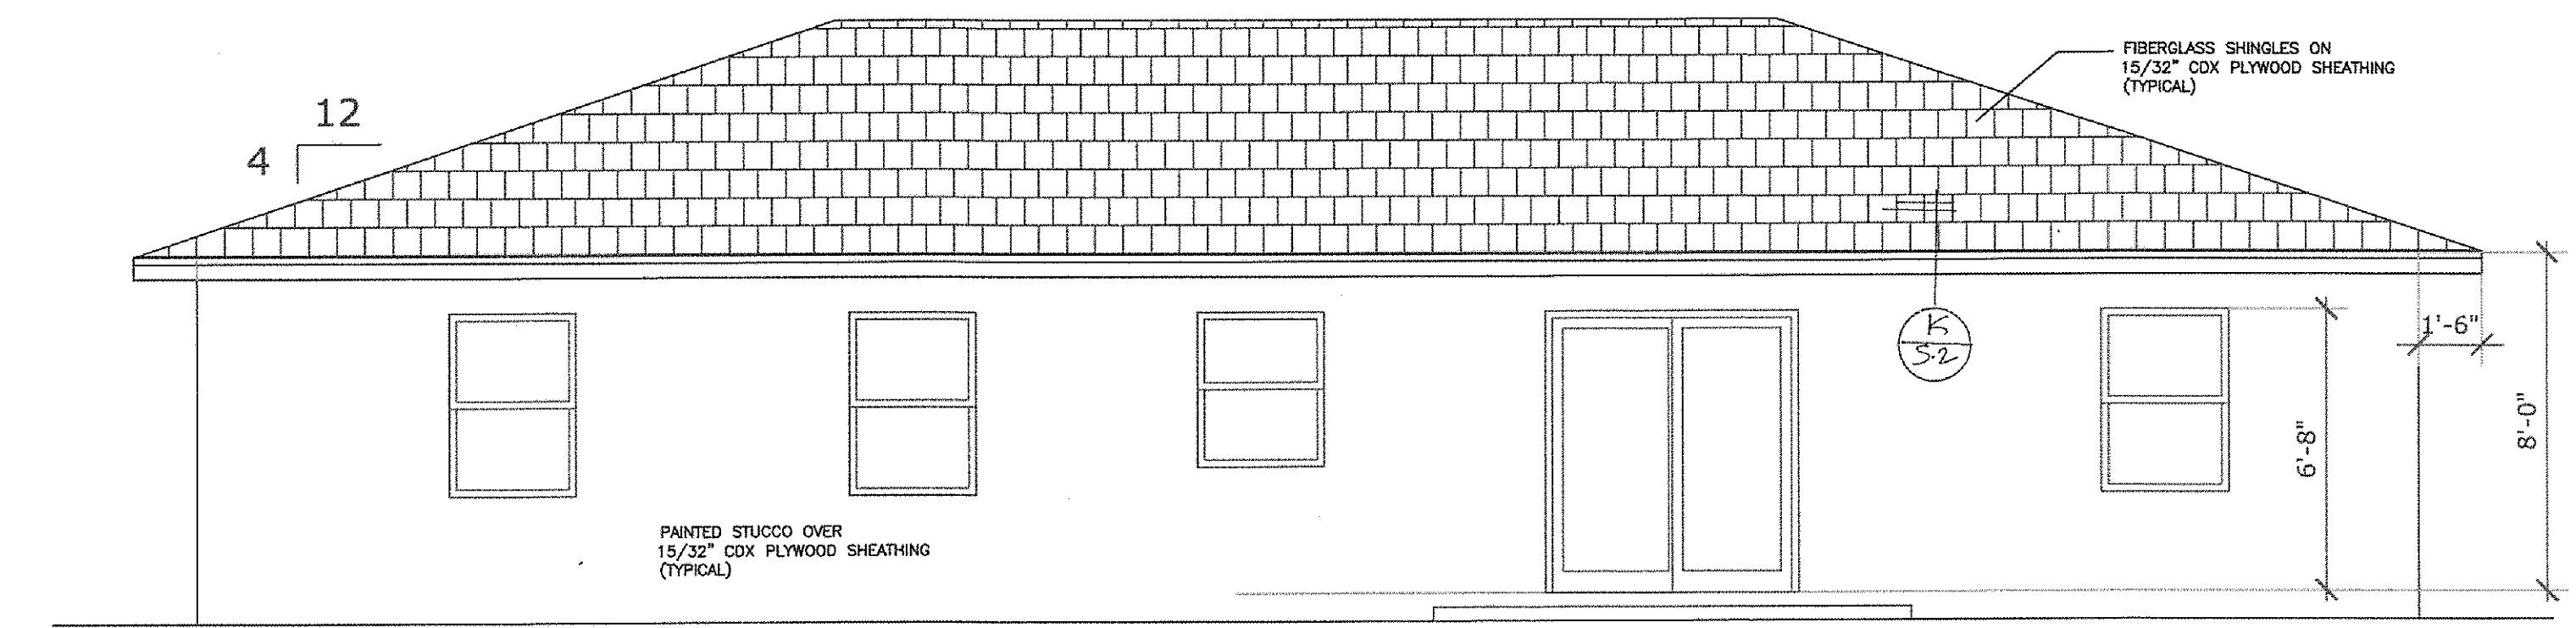 FIBERGLASS SHINGLES ON
15/32" CDX PLYWOOD SHEATHING
(TYPICAL)
12
4
K
S.2
1'-6"
6'-8"
8'-0"
PAINTED STUCCO OVER
15/32" CDX PLYWOOD SHEATHING
(TYPICAL)